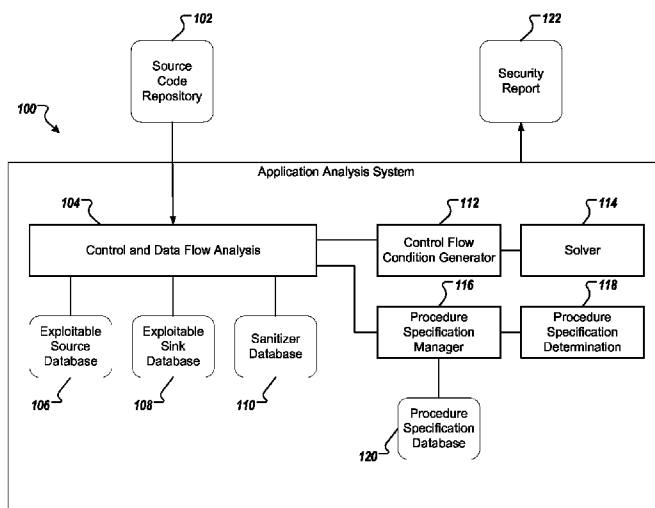 102
122
Source
Code
Repository
Security
Report
100
Application Analysis System
104
112
114
Control and Data Flow Analysis
Control Flow
Condition Generator
Solver
116
118
Exploitable
Source
Database
Exploitable
Sink
Database
Sanitizer
Database
Procedure
Specification
Manager
Procedure
Specification
Determination
106
108
110
Procedure
Specification
Database
120